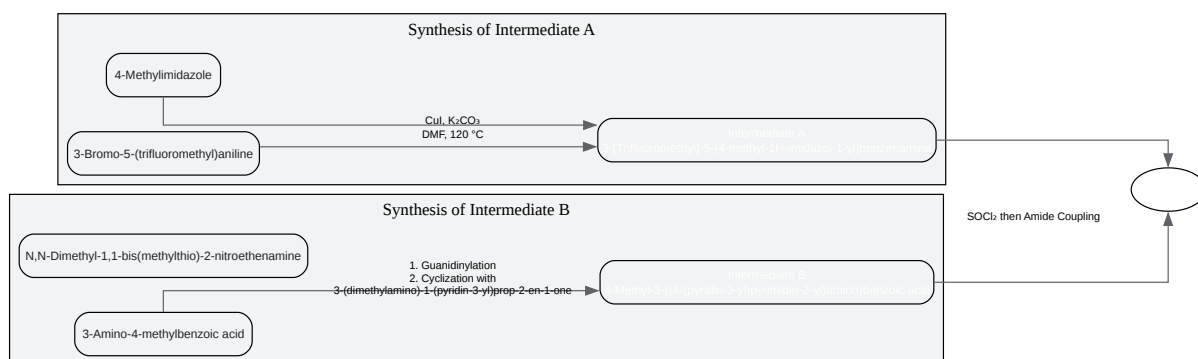 Synthesis of Intermediate A
4-Methylimidazole
3-Bromo-5-(trifluoromethyl)aniline
CuI, K₂CO₃
DMF, 120 °C
Intermediate A
3-(Trifluoromethyl)-5-(4-methyl-1H-imidazol-1-yl)benzenamine
Synthesis of Intermediate B
N,N-Dimethyl-1,1-bis(methylthio)-2-nitroethenamine
3-Amino-4-methylbenzoic acid
1. Guanidinylation
2. Cyclization with
3-(dimethylamino)-1-(pyridin-3-yl)prop-2-en-1-one
Intermediate B
4-Methyl-3-((4-(pyridin-3-yl)pyrimidin-2-yl)amino)benzoic acid
SOCl₂ then Amide Coupling